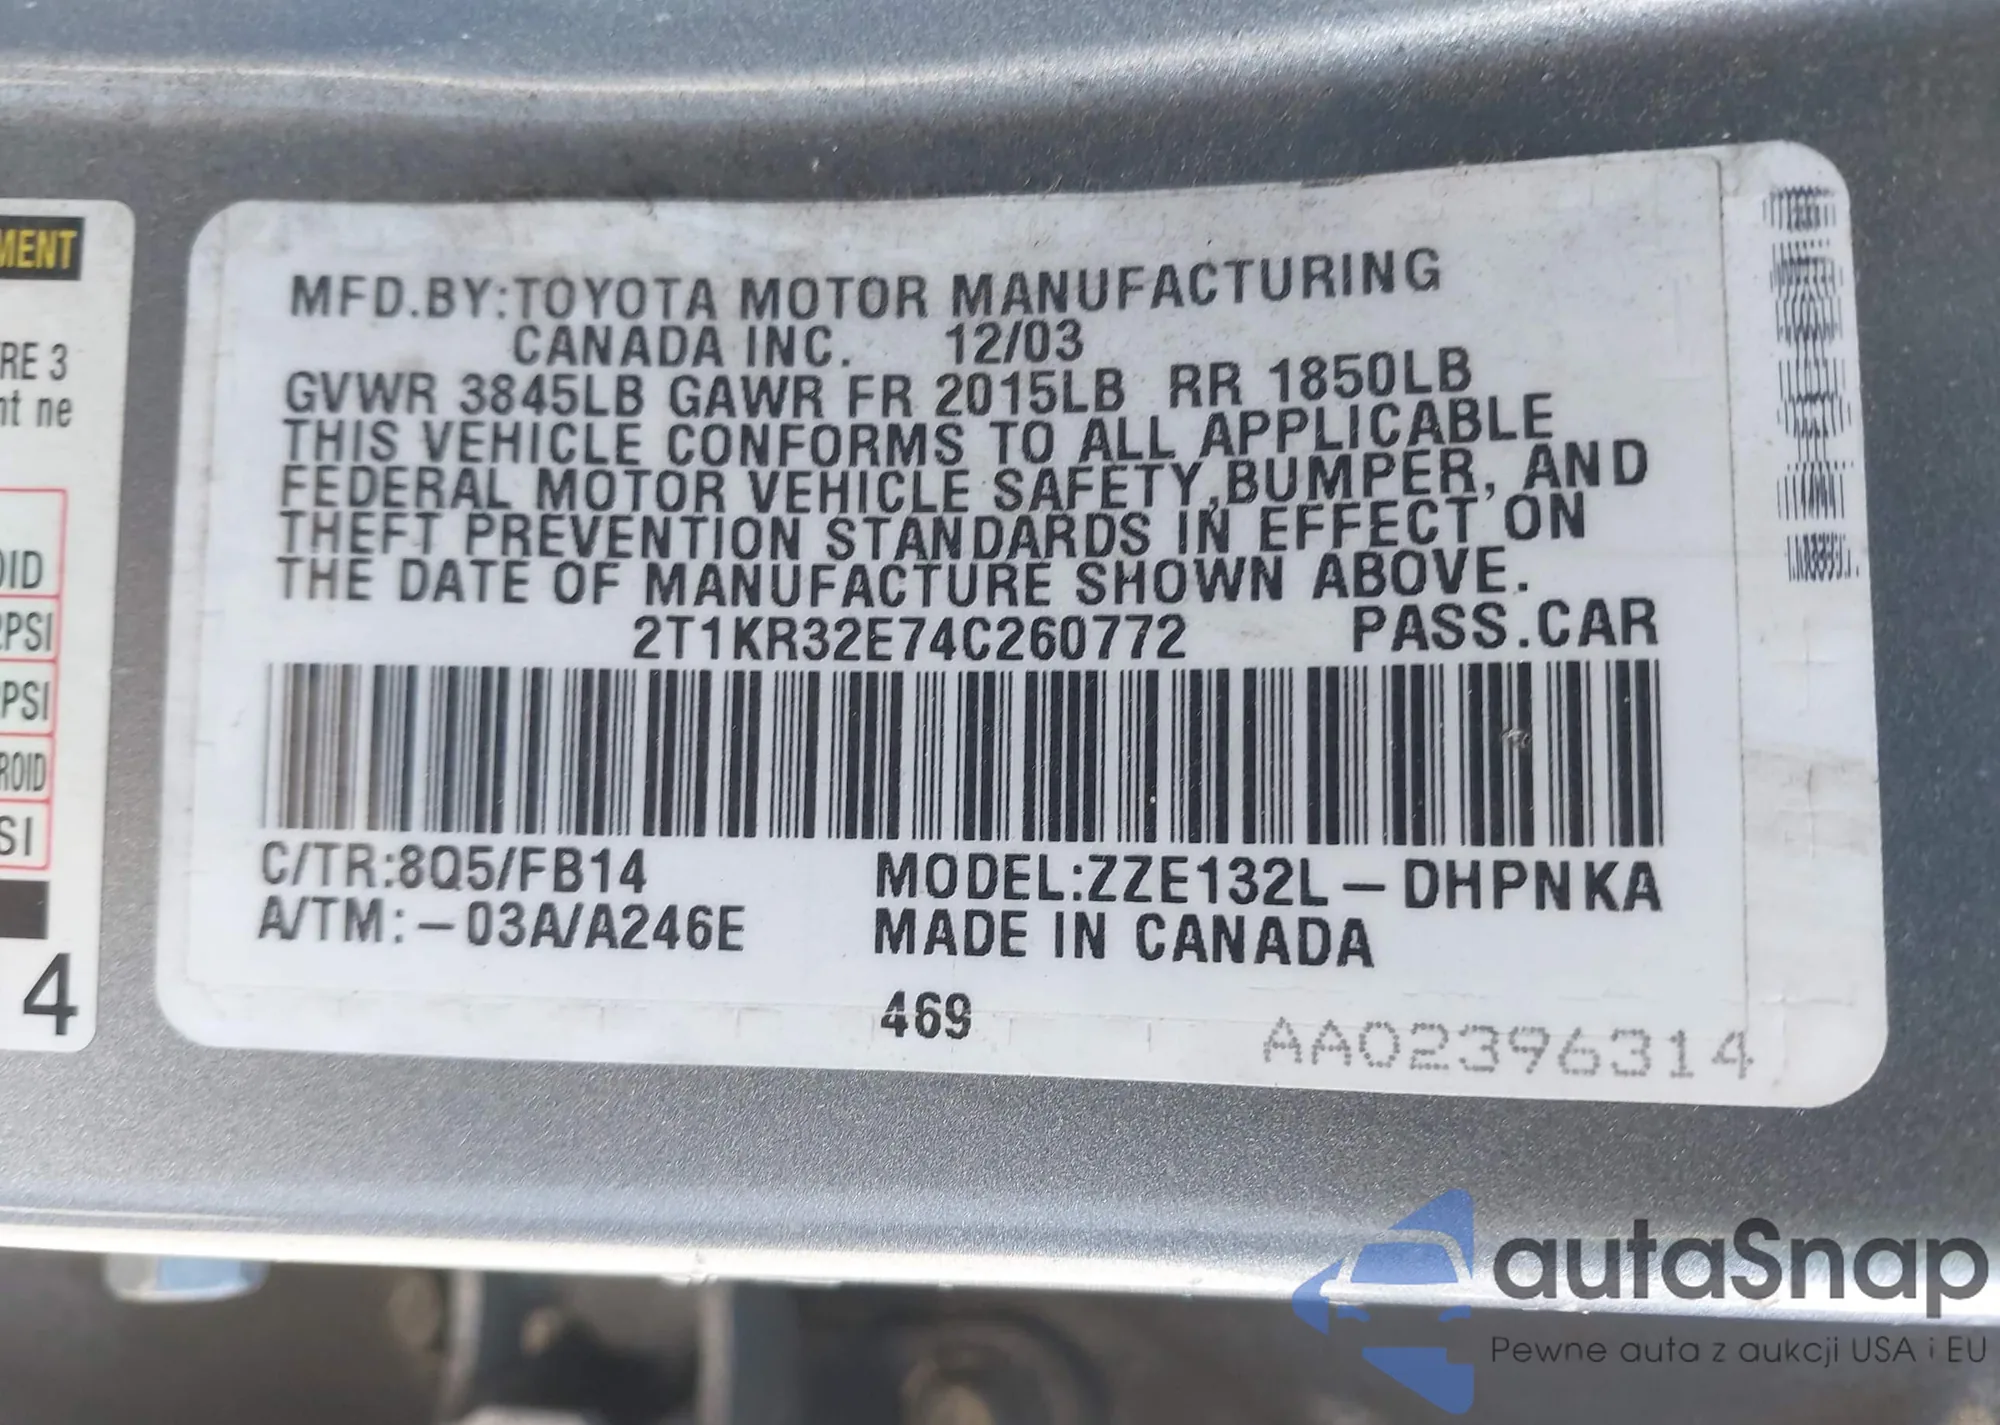 MENT
RE 3
nt ne
OID
2PSI
PSI
ROID
SI
4
MFD.BY:TOYOTA MOTOR MANUFACTURING
CANADA INC. 12/03
GVWR 3845LB GAWR FR 2015LB RR 1850LB
THIS VEHICLE CONFORMS TO ALL APPLICABLE
FEDERAL MOTOR VEHICLE SAFETY,BUMPER, AND
THEFT PREVENTION STANDARDS IN EFFECT ON
THE DATE OF MANUFACTURE SHOWN ABOVE.
2T1KR32E74C260772 PASS.CAR
C/TR:8Q5/FB14 MODEL:ZZE132L-DHPNKA
A/TM:-03A/A246E MADE IN CANADA
469
AA02396314
autaSnap
Pewne auta z aukcji USA i EU